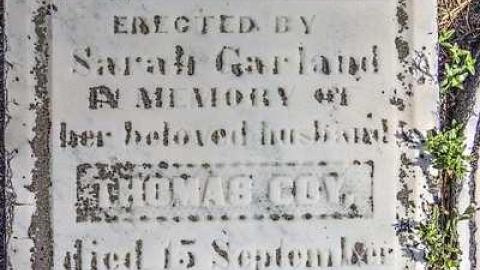 ERECTED BY
Sarah Garland
IN MEMORY OF
her beloved husband
THOMAS COY,
died 15 September